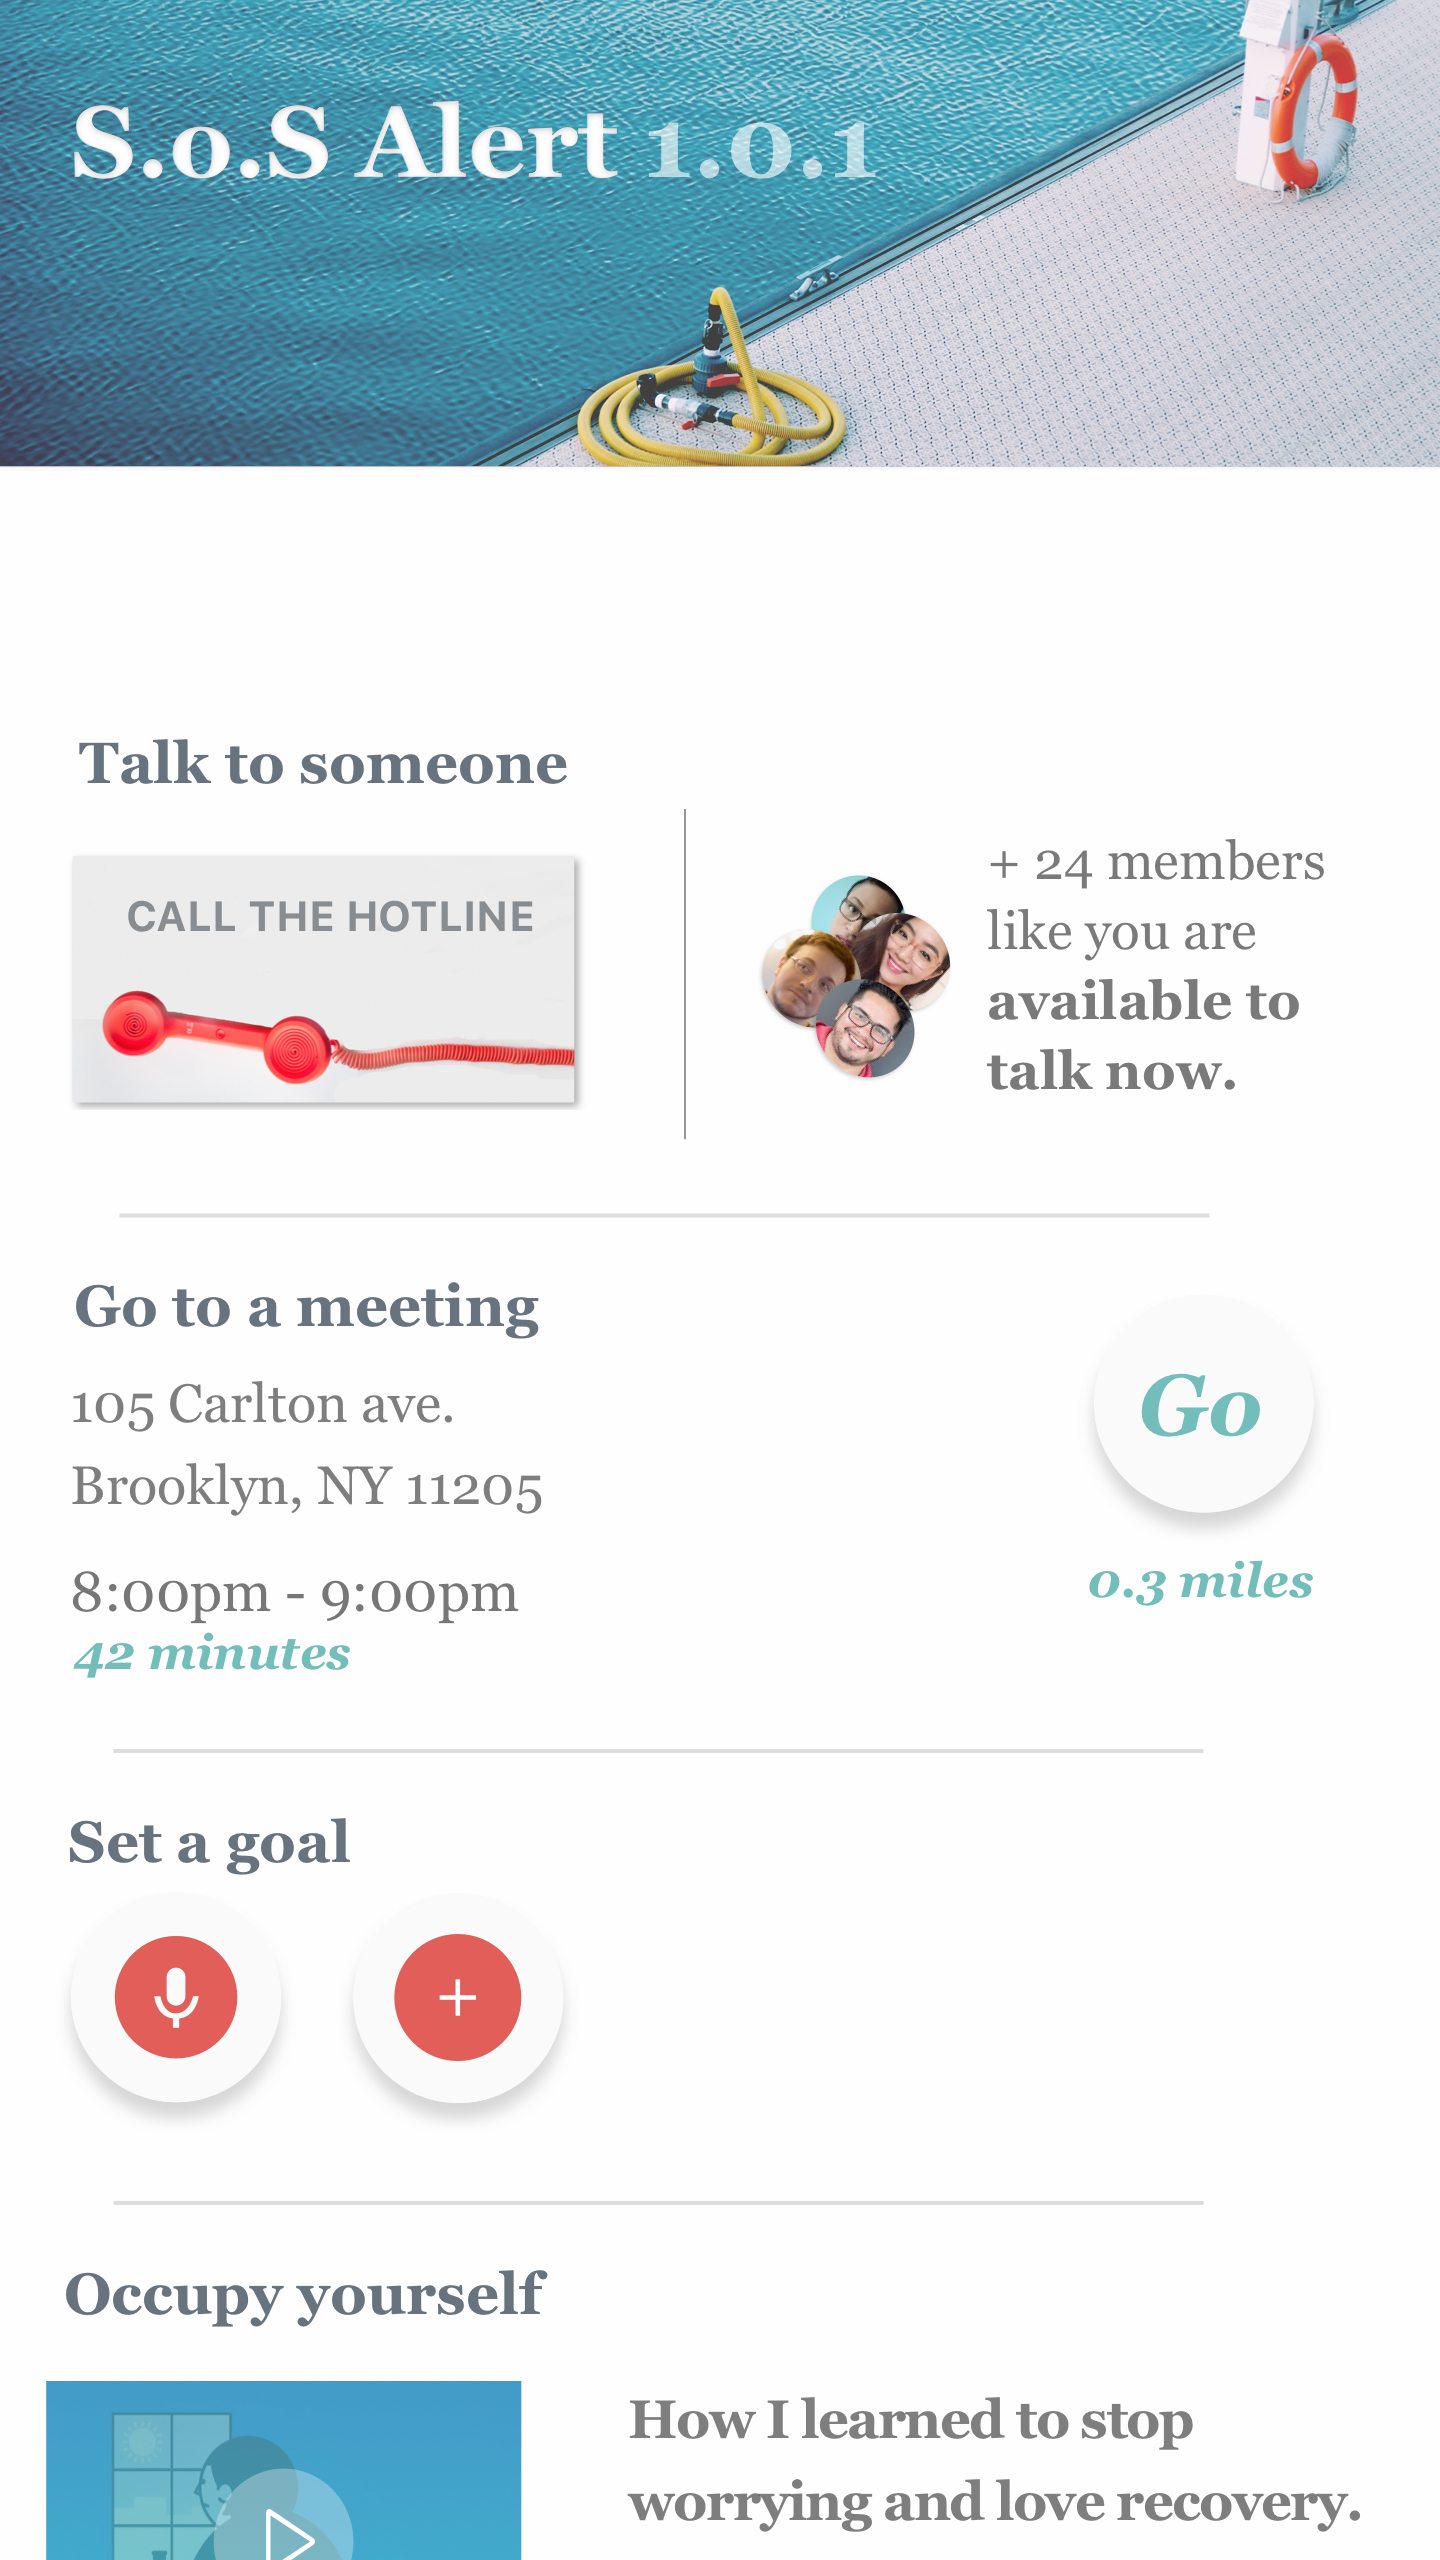 S.o.S Alert 1.0.1
Talk to someone
CALL THE HOTLINE
+ 24 members
like you are
available to
talk now.
Go to a meeting
105 Carlton ave.
Brooklyn, NY 11205
Go
0.3 miles
8:00pm - 9:00pm
42 minutes
Set a goal
Occupy yourself
How I learned to stop
worrying and love recovery.